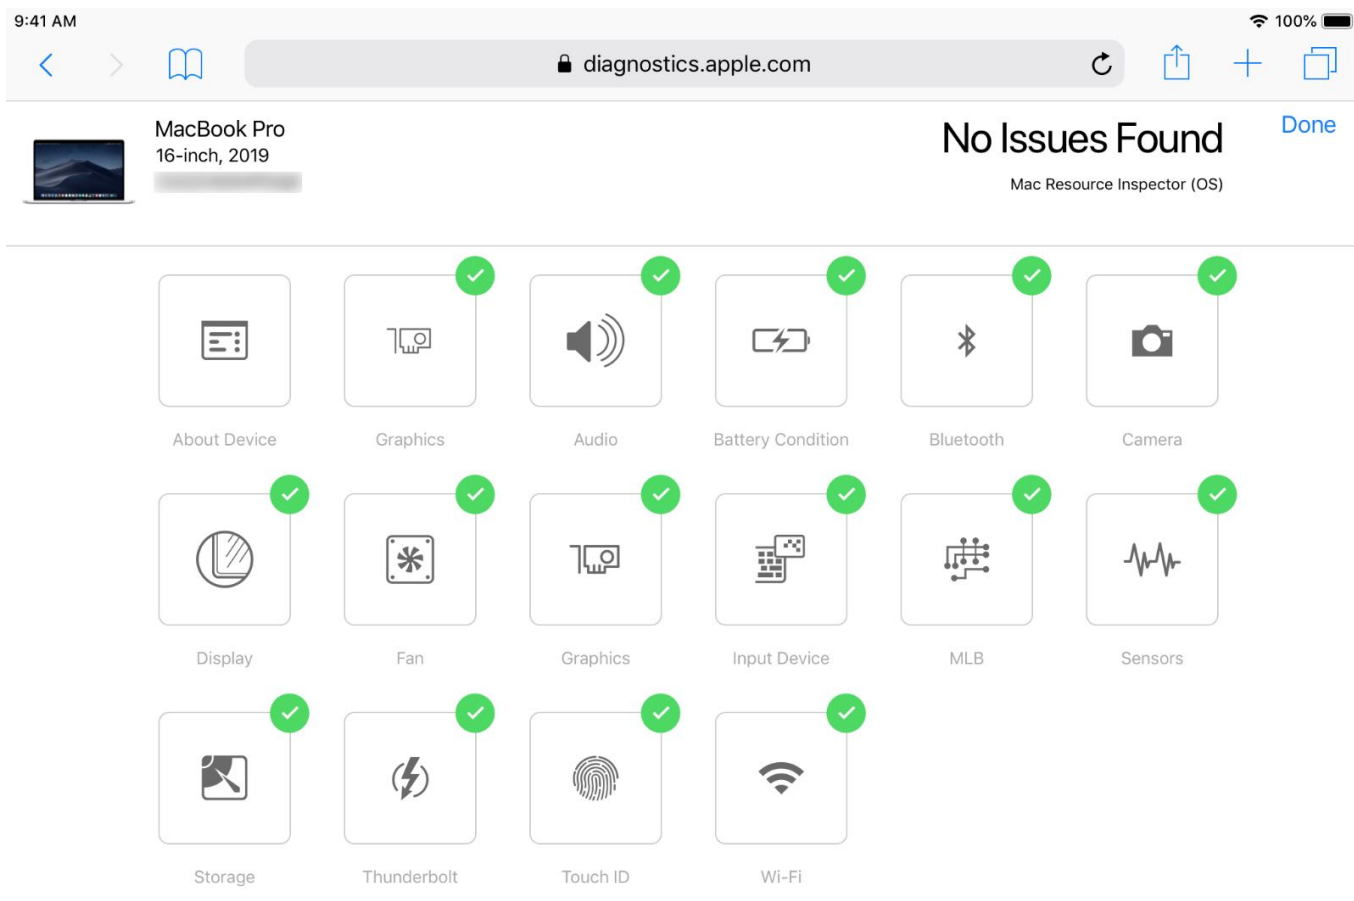 9:41 AM
100%
diagnostics.apple.com
MacBook Pro
16-inch, 2019
No Issues Found
Done
Mac Resource Inspector (OS)
About Device
Graphics
Audio
Battery Condition
Bluetooth
Camera
Display
Fan
Graphics
Input Device
MLB
Sensors
Storage
Thunderbolt
Touch ID
Wi-Fi